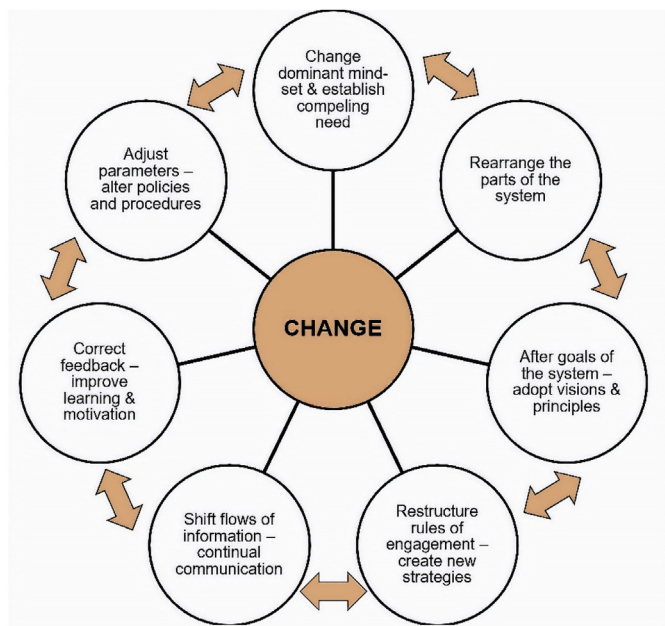 Change
dominant mind-
set & establish
compeling
need
Rearrange the
parts of the
system
After goals of
the system –
adopt visions &
principles
Restructure
rules of
engagement –
create new
strategies
Shift flows of
information –
continual
communication
Correct
feedback –
improve
learning &
motivation
Adjust
parameters –
alter policies
and procedures
CHANGE